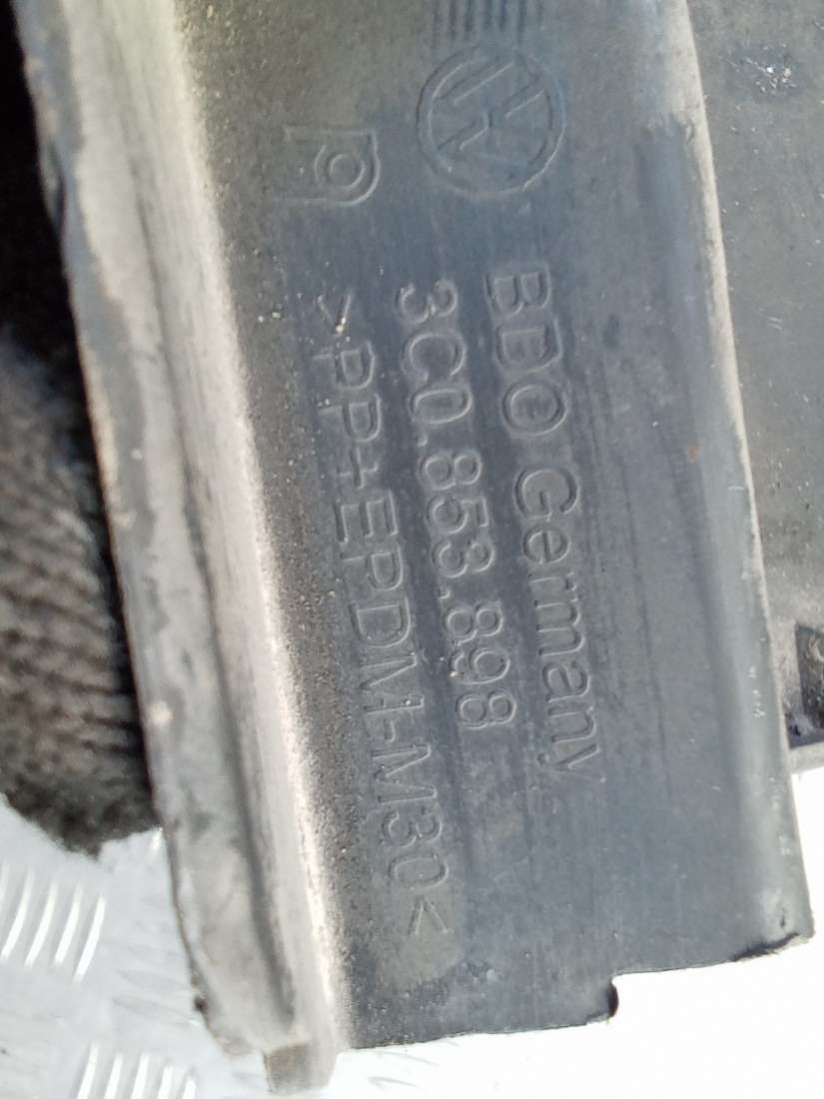 BDO Germany
3C0.853.898
>PP+EPDM-M30<